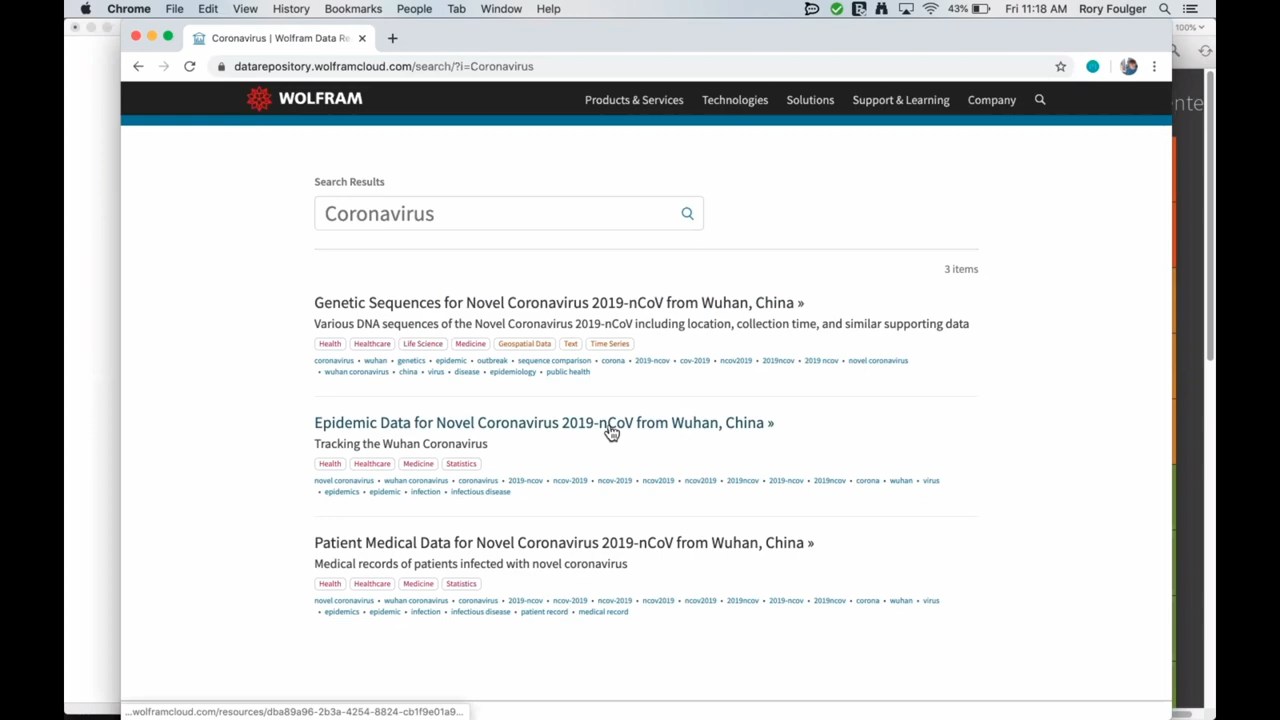 Chrome File Edit View History Bookmarks People Tab Window Help 43% Fri 11:18 AM Rory Foulger
100%
Coronavirus | Wolfram Data Re
datarepository.wolframcloud.com/search/?i=Coronavirus
WOLFRAM Products & Services Technologies Solutions Support & Learning Company
nte
Search Results
Coronavirus
3 items
Genetic Sequences for Novel Coronavirus 2019-nCoV from Wuhan, China »
Various DNA sequences of the Novel Coronavirus 2019-nCoV including location, collection time, and similar supporting data
Health Healthcare Life Science Medicine Geospatial Data Text Time Series
coronavirus • wuhan • genetics • epidemic • outbreak • sequence comparison • corona • 2019-ncov • cov-2019 • ncov2019 • 2019ncov • 2019 ncov • novel coronavirus
• wuhan coronavirus • china • virus • disease • epidemiology • public health
Epidemic Data for Novel Coronavirus 2019-nCoV from Wuhan, China »
Tracking the Wuhan Coronavirus
Health Healthcare Medicine Statistics
novel coronavirus • wuhan coronavirus • coronavirus • 2019-ncov • ncov-2019 • ncov-2019 • ncov2019 • ncov2019 • 2019ncov • 2019-ncov • 2019ncov • corona • wuhan • virus
• epidemics • epidemic • infection • infectious disease
Patient Medical Data for Novel Coronavirus 2019-nCoV from Wuhan, China »
Medical records of patients infected with novel coronavirus
Health Healthcare Medicine Statistics
novel coronavirus • wuhan coronavirus • coronavirus • 2019-ncov • ncov-2019 • ncov-2019 • ncov2019 • ncov2019 • 2019ncov • 2019-ncov • 2019ncov • corona • wuhan • virus
• epidemics • epidemic • infection • infectious disease • patient record • medical record
...wolframcloud.com/resources/dba89a96-2b3a-4254-8824-cb1f9e01a9...